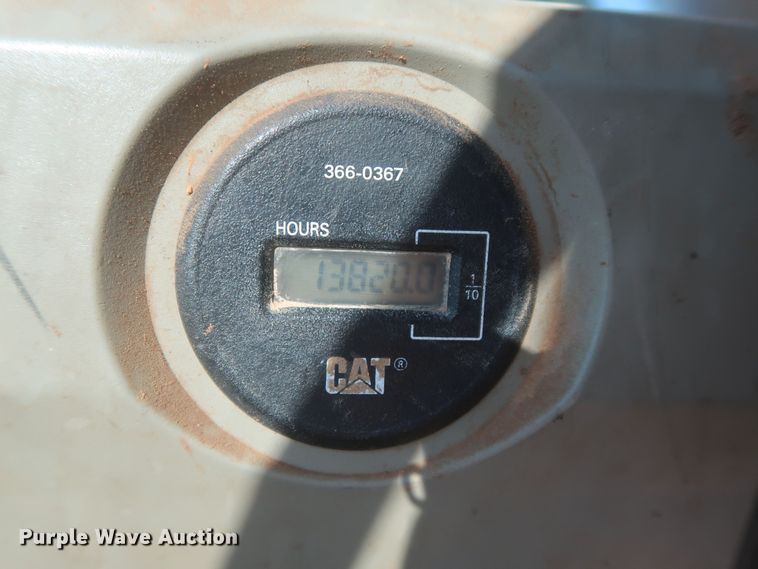 366-0367
HOURS
13820.0
1/10
CAT®
Purple Wave Auction